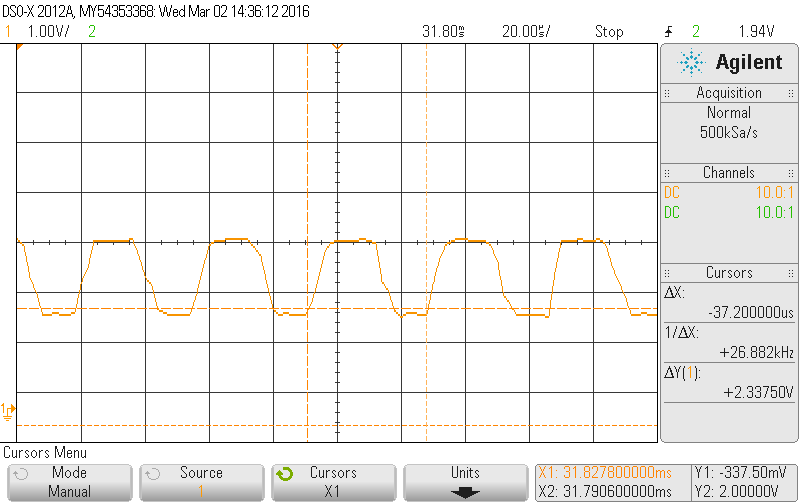 DSO-X 2012A, MY54353368: Wed Mar 02 14:36:12 2016
1 1.00V/ 2 31.80ms 20.00us/ Stop 2 1.94V
Agilent
Acquisition
Normal
500kSa/s
Channels
DC 10.0:1
DC 10.0:1
Cursors
ΔX:
-37.200000us
1/ΔX:
+26.882kHz
ΔY(1):
+2.33750V
1
Cursors Menu
Mode
Manual
Source
1
Cursors
X1
Units
X1: 31.827800000ms
X2: 31.790600000ms
Y1: -337.50mV
Y2: 2.00000V